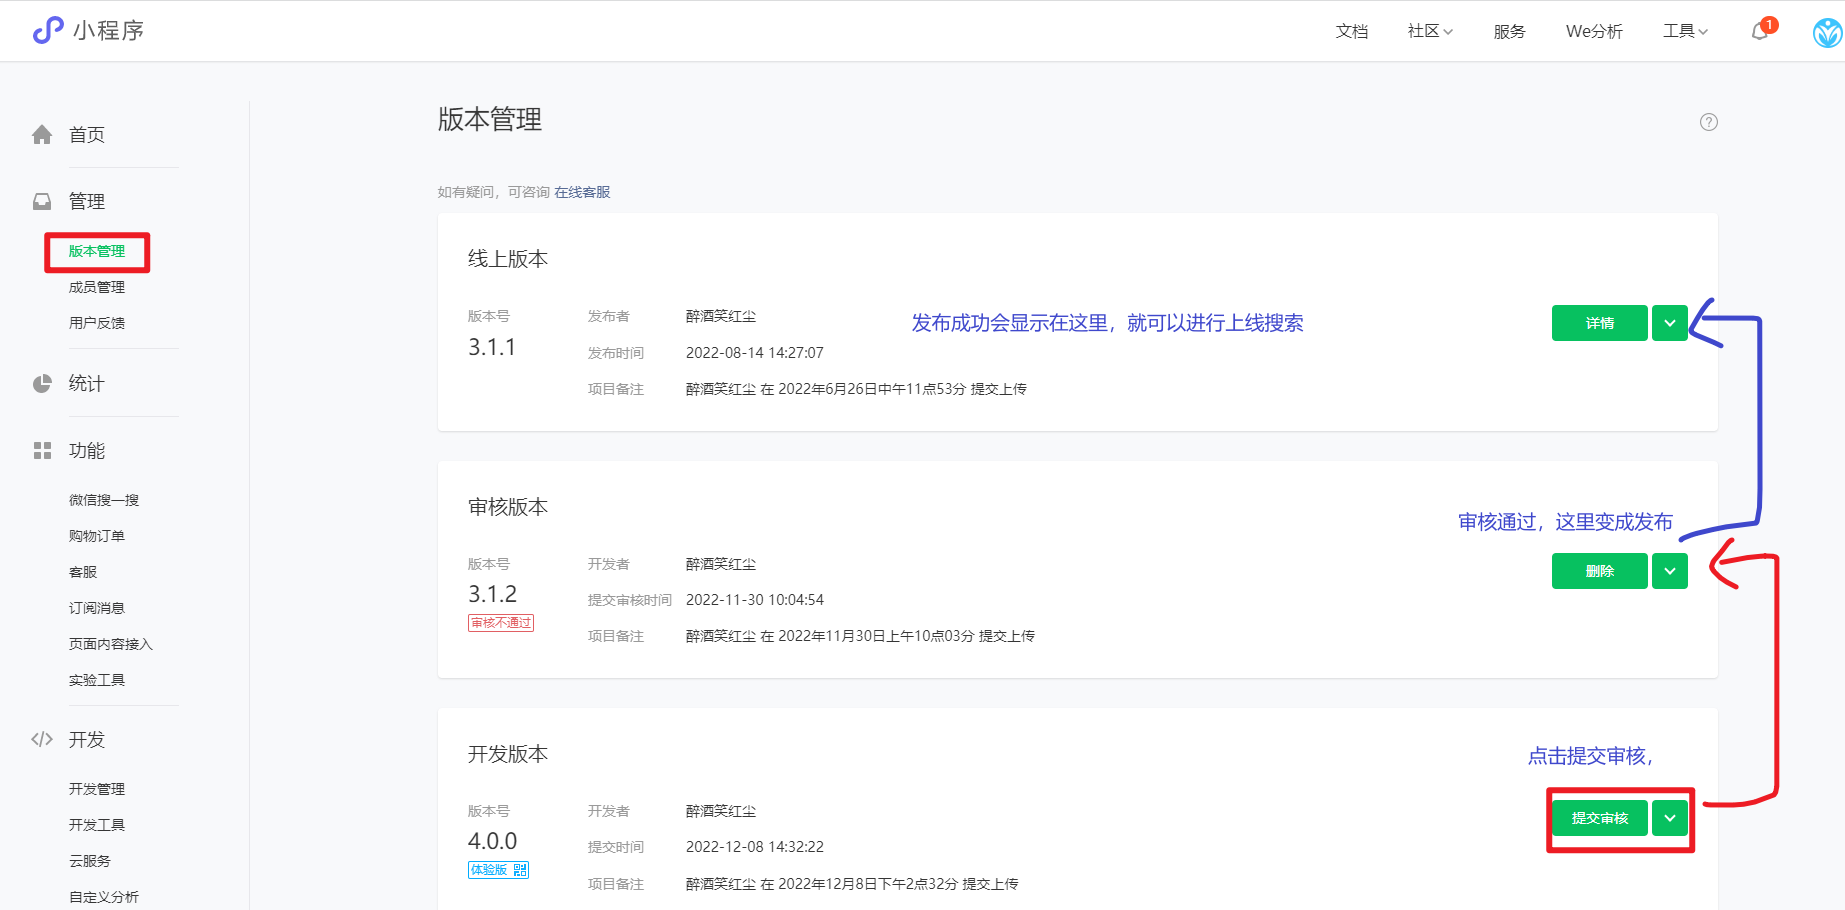 小程序
文档 社区 服务 We分析 工具 1
首页
管理
版本管理
成员管理
用户反馈
统计
功能
微信搜一搜
购物订单
客服
订阅消息
页面内容接入
实验工具
开发
开发管理
开发工具
云服务
自定义分析
版本管理
?
如有疑问，可咨询 在线客服
线上版本
版本号 发布者 醉酒笑红尘
3.1.1
发布时间 2022-08-14 14:27:07
项目备注 醉酒笑红尘 在 2022年6月26日中午11点53分 提交上传
发布成功会显示在这里，就可以进行上线搜索
详情
审核版本
审核通过，这里变成发布
版本号 开发者 醉酒笑红尘
3.1.2
审核不通过
提交审核时间 2022-11-30 10:04:54
项目备注 醉酒笑红尘 在 2022年11月30日上午10点03分 提交上传
删除
开发版本
点击提交审核，
版本号 开发者 醉酒笑红尘
4.0.0
体验版
提交时间 2022-12-08 14:32:22
项目备注 醉酒笑红尘 在 2022年12月8日下午2点32分 提交上传
提交审核